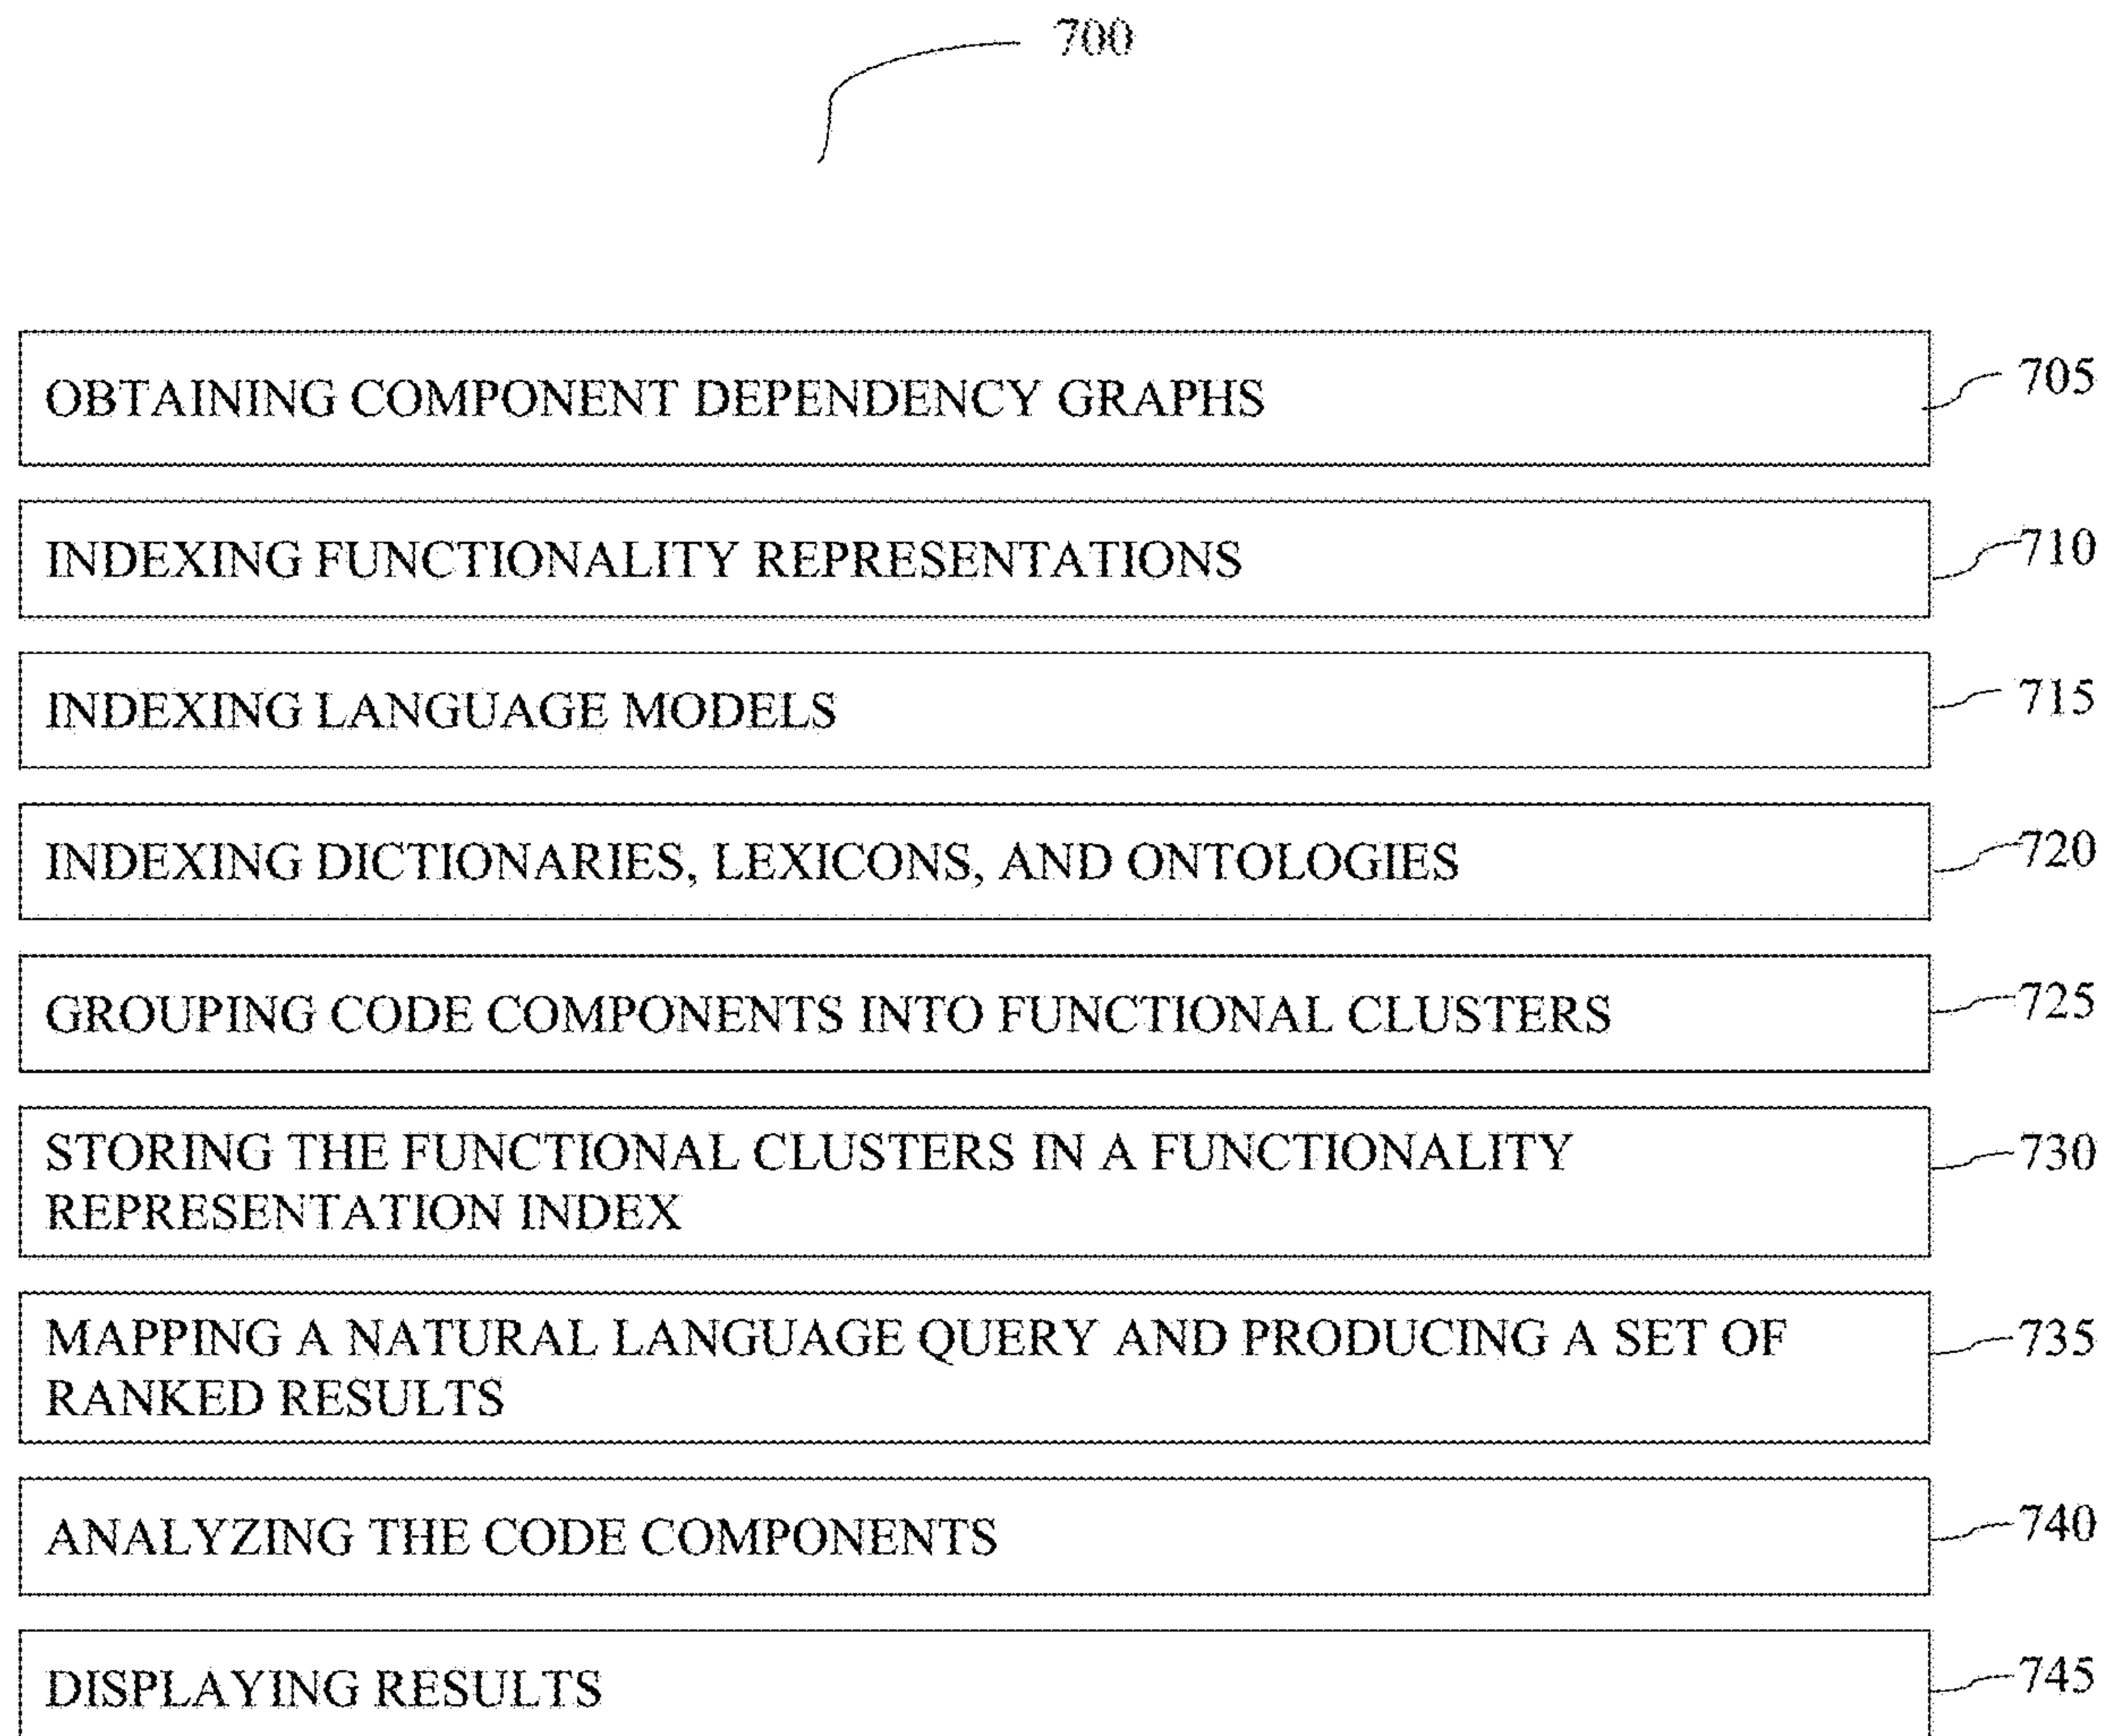 700
OBTAINING COMPONENT DEPENDENCY GRAPHS
705
INDEXING FUNCTIONALITY REPRESENTATIONS
710
INDEXING LANGUAGE MODELS
715
INDEXING DICTIONARIES, LEXICONS, AND ONTOLOGIES
720
GROUPING CODE COMPONENTS INTO FUNCTIONAL CLUSTERS
725
STORING THE FUNCTIONAL CLUSTERS IN A FUNCTIONALITY
REPRESENTATION INDEX
730
MAPPING A NATURAL LANGUAGE QUERY AND PRODUCING A SET OF
RANKED RESULTS
735
ANALYZING THE CODE COMPONENTS
740
DISPLAYING RESULTS
745